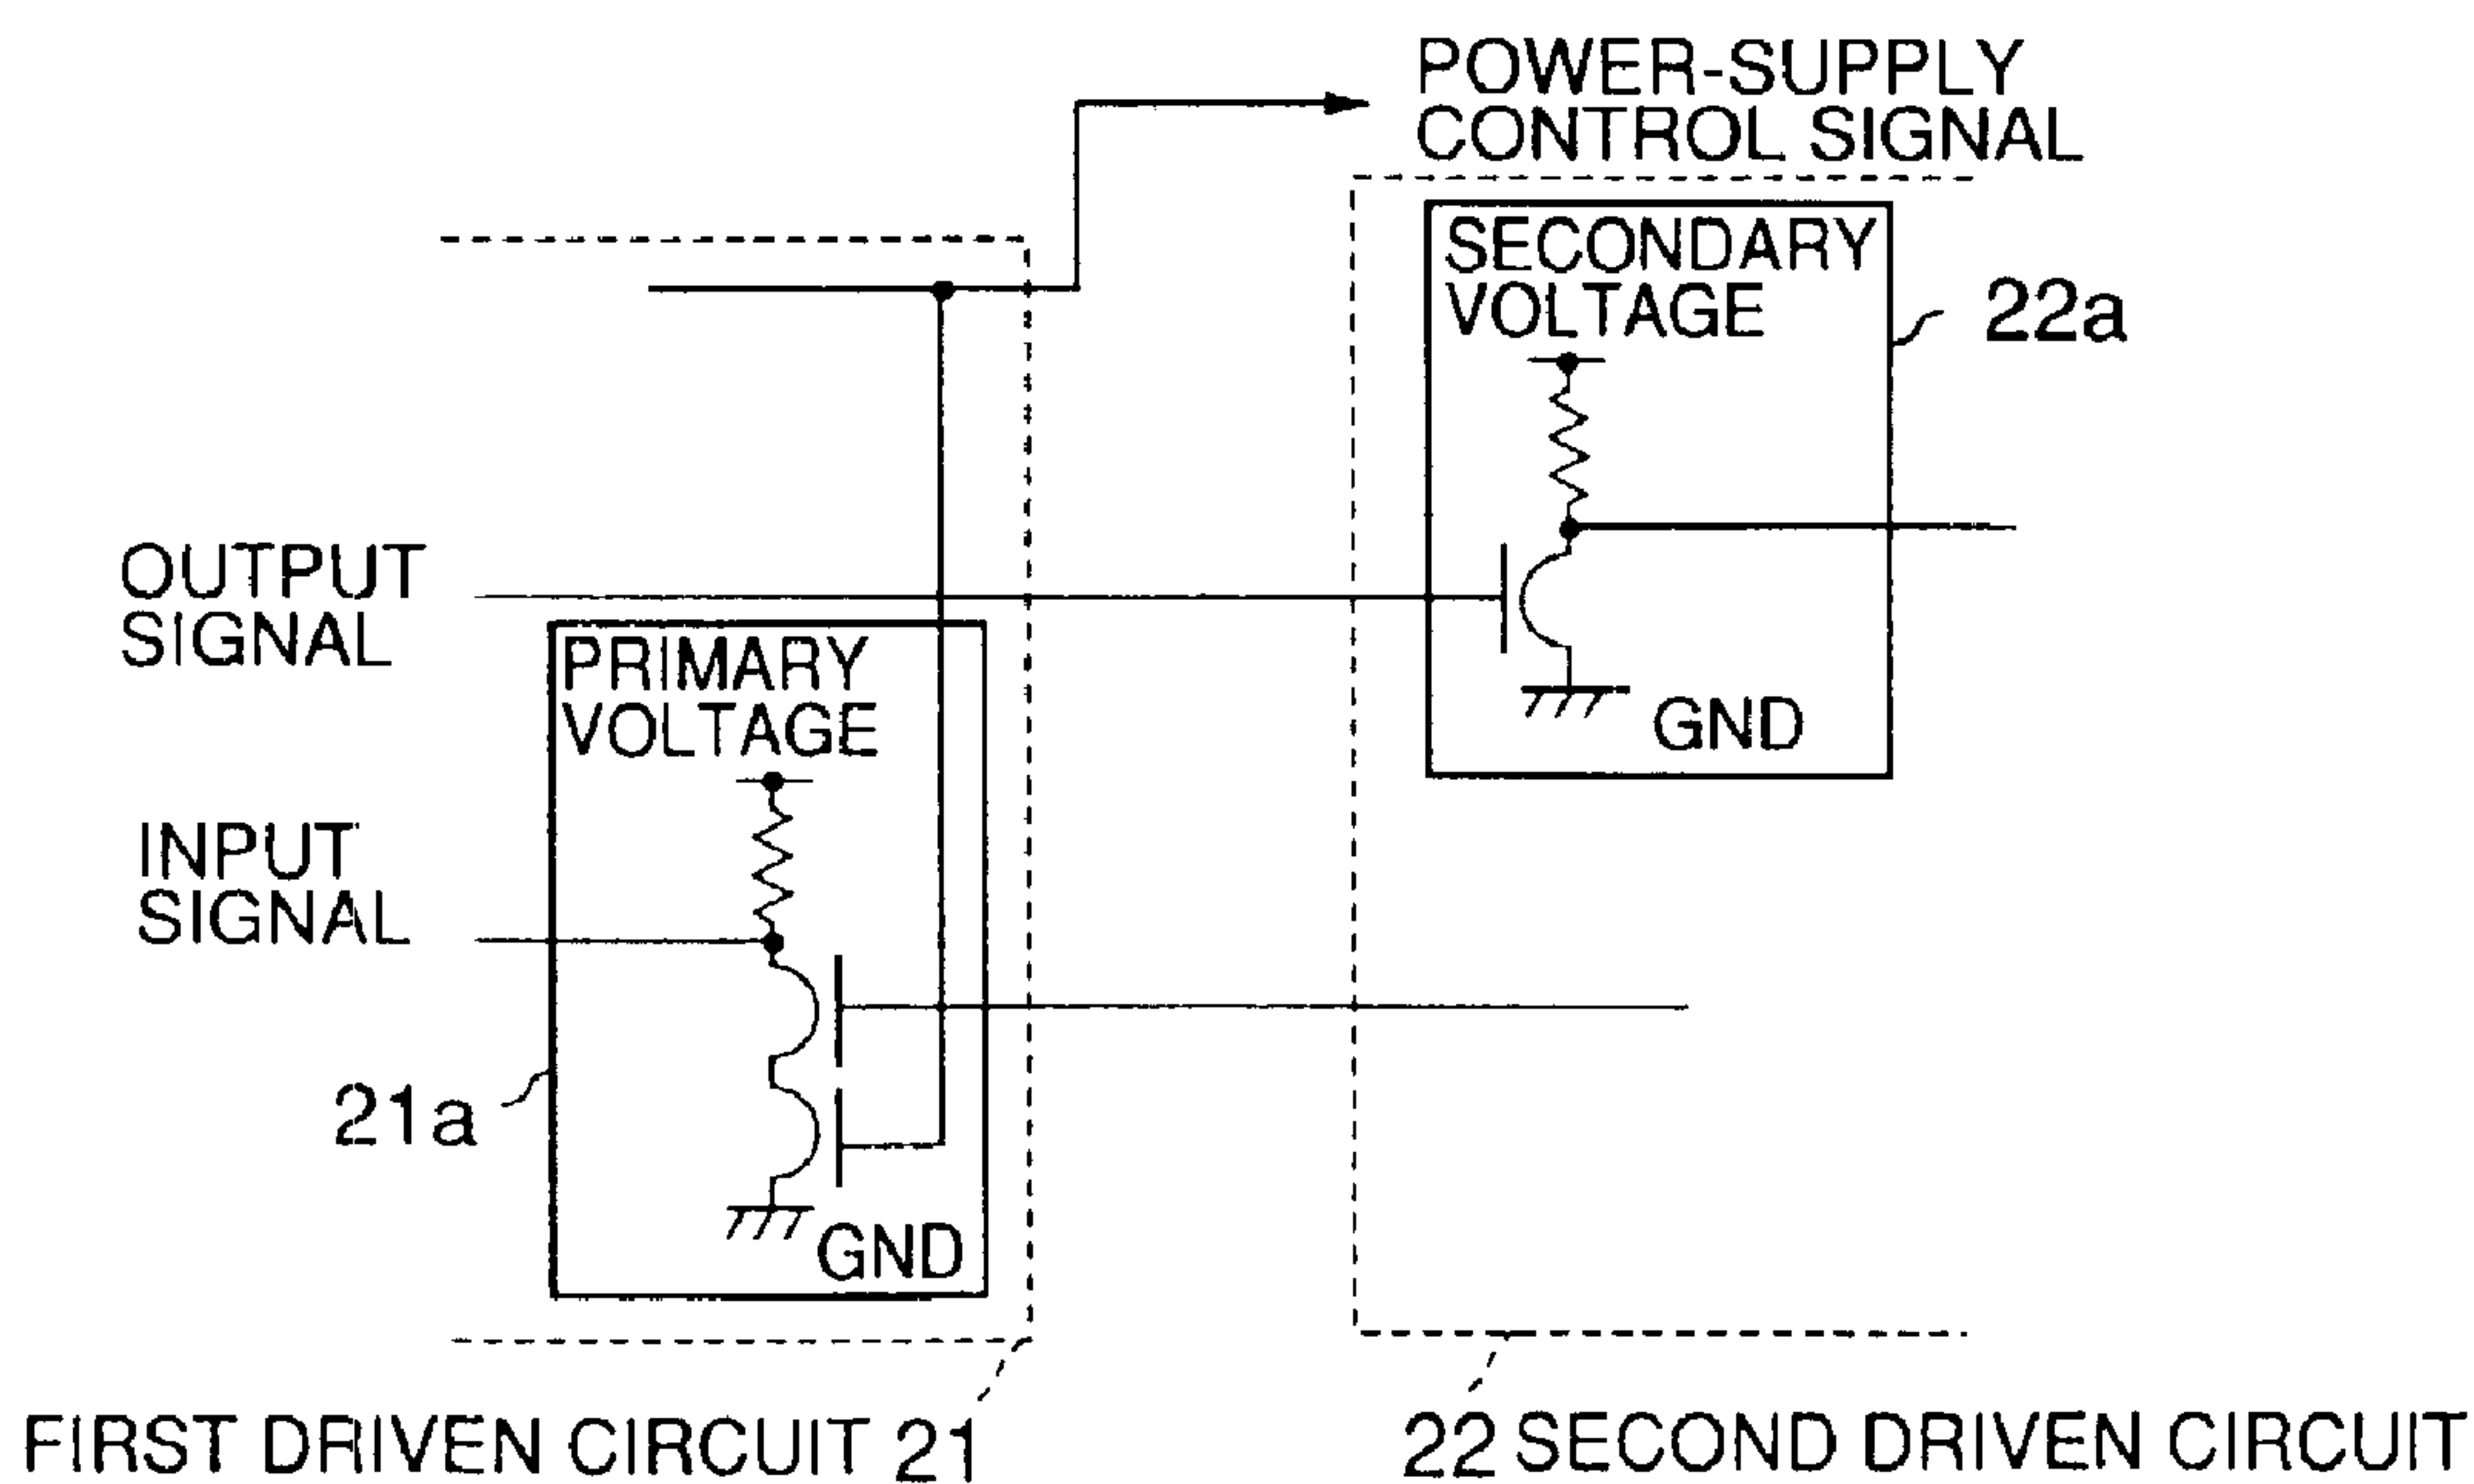 POWER-SUPPLY
CONTROL SIGNAL
SECONDARY
VOLTAGE
22a
OUTPUT
SIGNAL
PRIMARY
VOLTAGE
GND
INPUT
SIGNAL
21a
GND
FIRST DRIVEN CIRCUIT 21
22 SECOND DRIVEN CIRCUIT